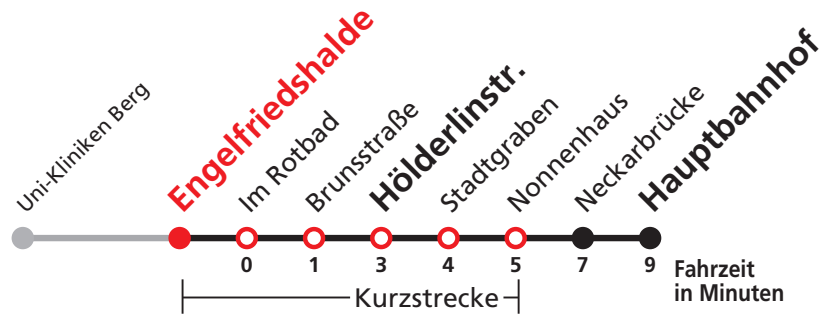 Uni-Kliniken Berg
Engelfriedshalde
Im Rotbad
Brunsstraße
Hölderlinstr.
Stadtgraben
Nonnenhaus
Neckarbrücke
Hauptbahnhof
0 1 3 4 5 7 9
Fahrzeit
in Minuten
Kurzstrecke